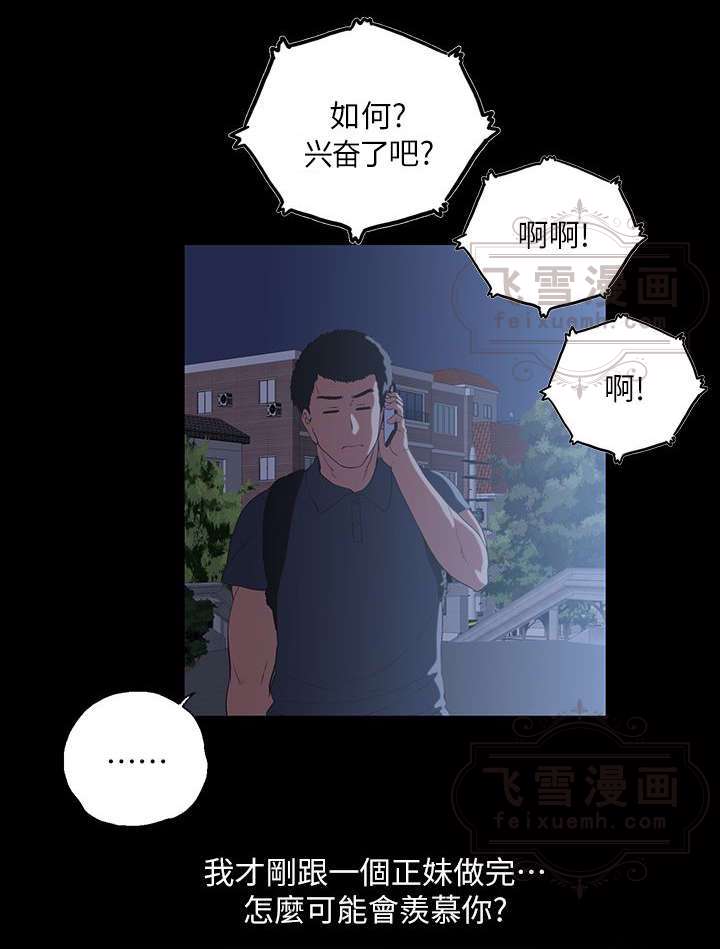 如何?
兴奋了吧?
啊啊!
飞雪漫画
feixuemh.com
啊!
……
飞雪漫画
feixuemh.com
我才剛跟一個正妹做完…
怎麼可能會羨慕你?